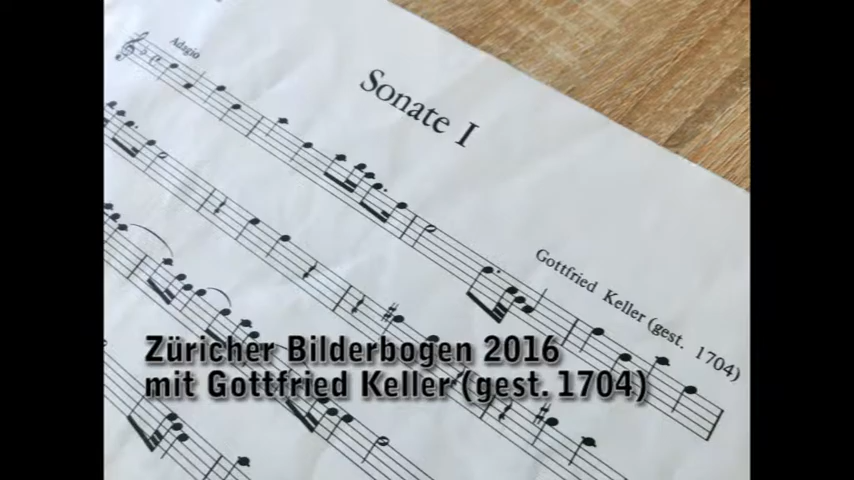 Adagio
Sonate I
Gottfried Keller (gest. 1704)
Züricher Bilderbogen 2016
mit Gottfried Keller (gest. 1704)